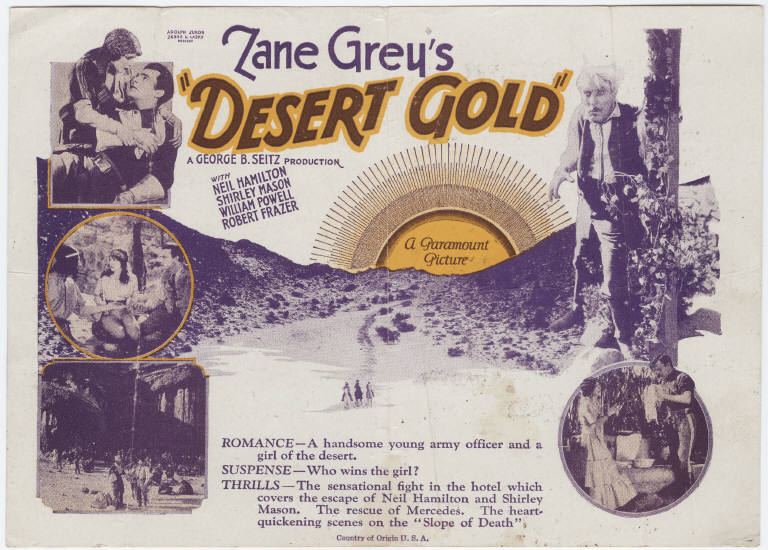 ADOLPH ZUKOR
JESSE L. LASKY
PRESENT
Zane Grey's
"DESERT GOLD"
A GEORGE B. SEITZ PRODUCTION
WITH
NEIL HAMILTON
SHIRLEY MASON
WILLIAM POWELL
ROBERT FRAZER
A Paramount
Picture
ROMANCE—A handsome young army officer and a
girl of the desert.
SUSPENSE—Who wins the girl?
THRILLS—The sensational fight in the hotel which
covers the escape of Neil Hamilton and Shirley
Mason. The rescue of Mercedes. The heart-
quickening scenes on the "Slope of Death"
Country of Origin U. S. A.